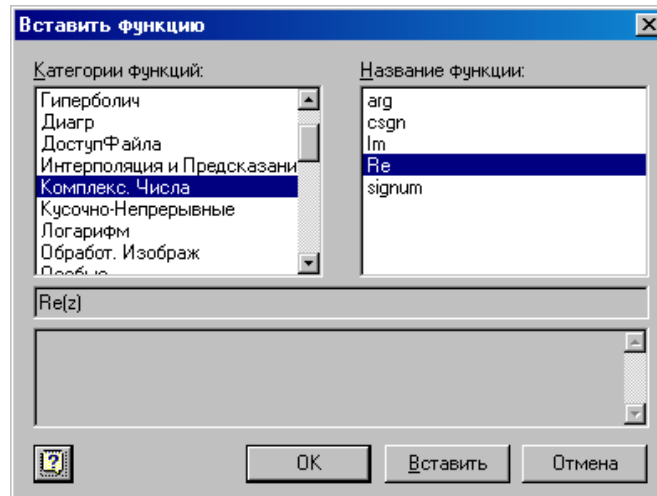 Вставить функцию
Категории функций:
Гиперболич
Диагр
ДоступФайла
Интерполяция и Предсказани
Комплекс. Числа
Кусочно-Непрерывные
Логарифм
Обработ. Изображ
Особые
Название функции:
arg
csgn
Im
Re
signum
Re(z)
OK
Вставить
Отмена